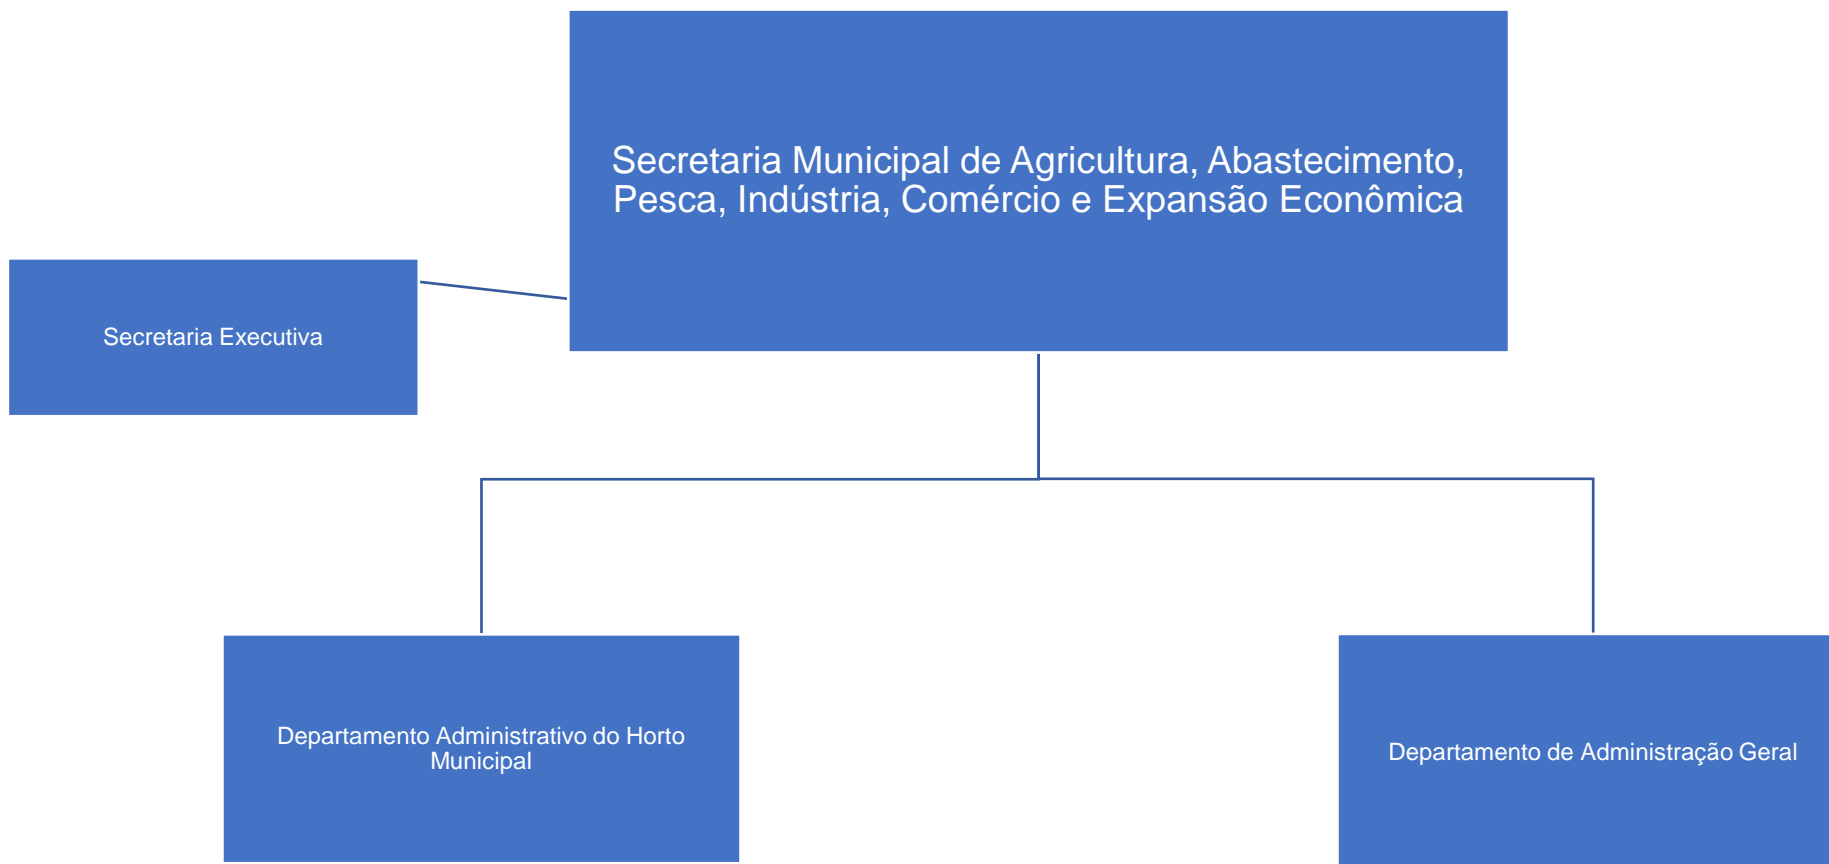 Secretaria Municipal de Agricultura, Abastecimento,
Pesca, Indústria, Comércio e Expansão Econômica
Secretaria Executiva
Departamento Administrativo do Horto
Municipal
Departamento de Administração Geral